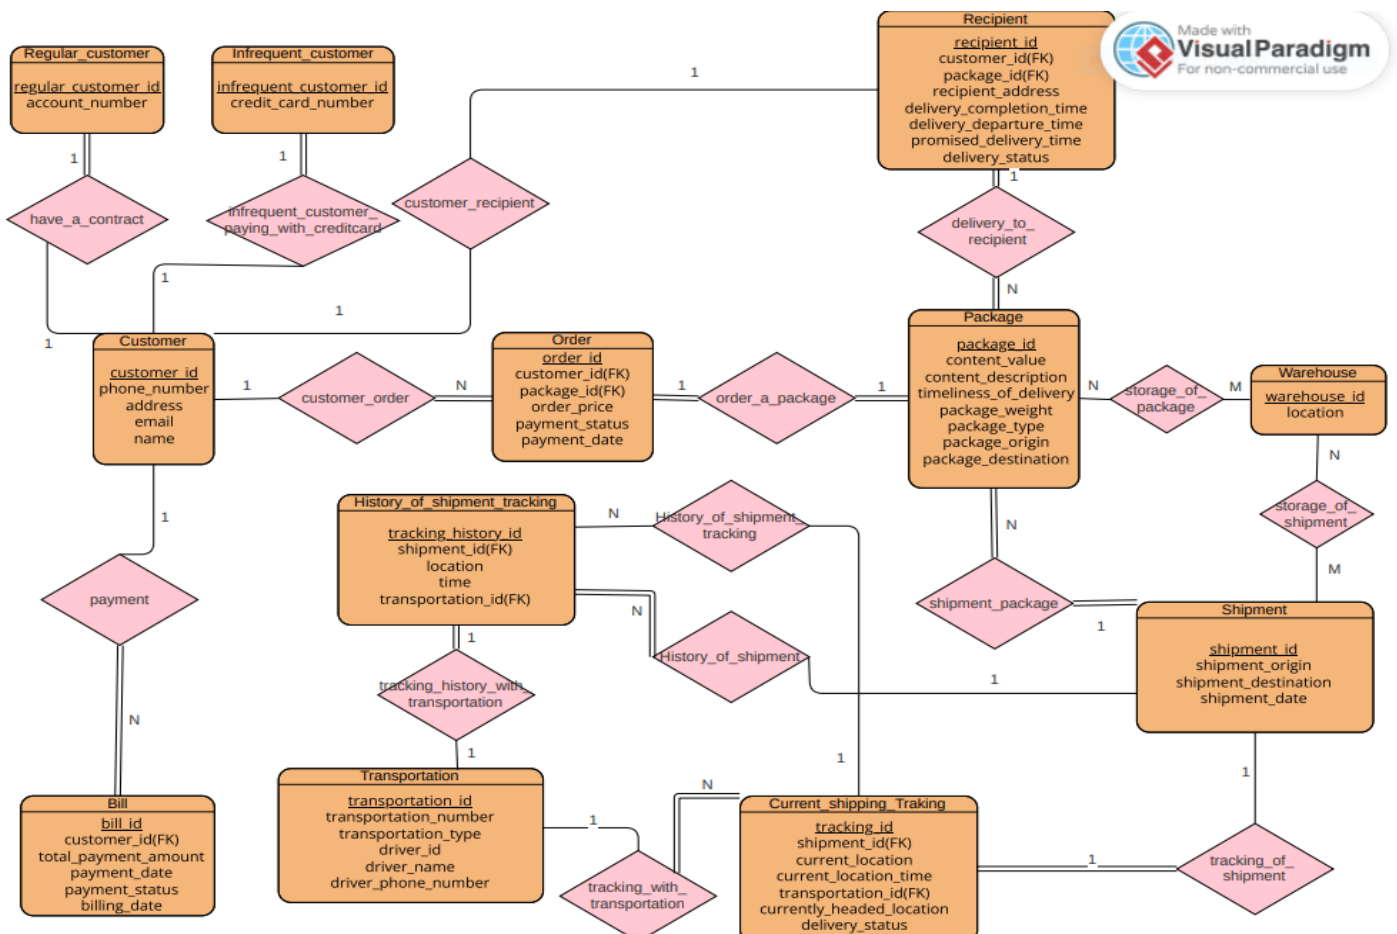 Recipient
recipient_id
customer_id(FK)
package_id(FK)
recipient_address
delivery_completion_time
delivery_departure_time
promised_delivery_time
delivery_status
Made with
VisualParadigm
For non-commercial use
Regular_customer
regular_customer_id
account_number
Infrequent_customer
infrequent_customer_id
credit_card_number
1
1
1
1
have_a_contract
infrequent_customer_
paying_with_creditcard
customer_recipient
delivery_to_
recipient
1
1
1
N
Customer
customer_id
phone_number
address
email
name
1
customer_order
N
Order
order_id
customer_id(FK)
package_id(FK)
order_price
payment_status
payment_date
1
order_a_package
1
Package
package_id
content_value
content_description
timeliness_of_delivery
package_weight
package_type
package_origin
package_destination
N
storage_of_
package
M
Warehouse
warehouse_id
location
N
storage_of_
shipment
M
1
payment
N
History_of_shipment_tracking
tracking_history_id
shipment_id(FK)
location
time
transportation_id(FK)
N
History_of_shipment_
tracking
N
shipment_package
1
Shipment
shipment_id
shipment_origin
shipment_destination
shipment_date
N
History_of_shipment
1
1
tracking_history_with_
transportation
1
1
1
Bill
bill_id
customer_id(FK)
total_payment_amount
payment_date
payment_status
billing_date
Transportation
transportation_id
transportation_number
transportation_type
driver_id
driver_name
driver_phone_number
1
N
tracking_with_
transportation
Current_shipping_Traking
tracking_id
shipment_id(FK)
current_location
current_location_time
transportation_id(FK)
currently_headed_location
delivery_status
1
tracking_of_
shipment